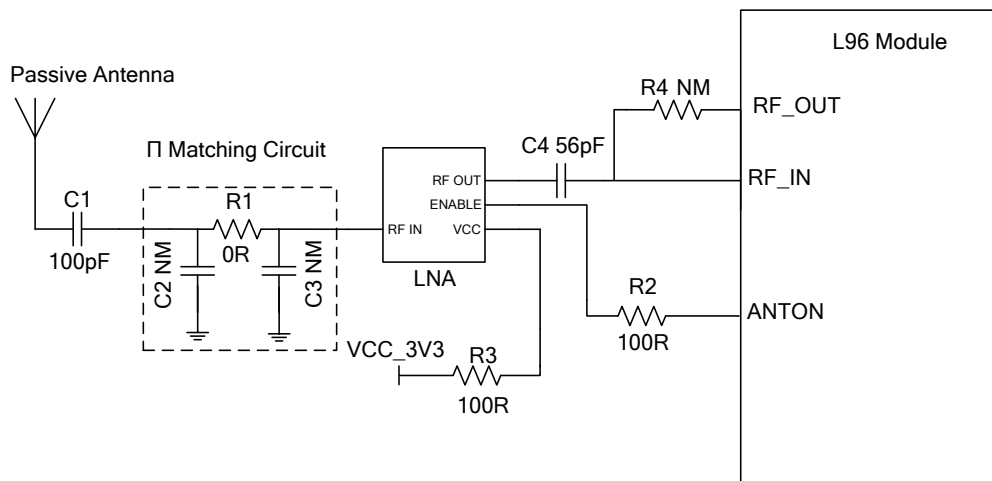 L96 Module
Passive Antenna
R4 NM
RF_OUT
Π Matching Circuit
C4 56pF
RF OUT
RF_IN
C1
R1
ENABLE
RF IN
VCC
100pF
0R
C2 NM
C3 NM
LNA
R2
ANTON
100R
VCC_3V3
R3
100R